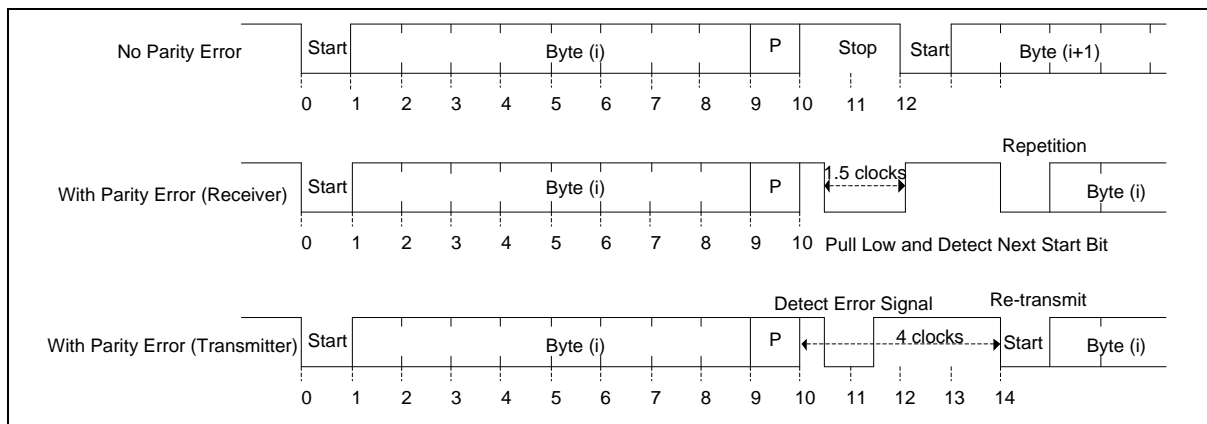 No Parity Error Start Byte (i) P Stop Start Byte (i+1)
0 1 2 3 4 5 6 7 8 9 10 11 12
Repetition
With Parity Error (Receiver) Start Byte (i) P 1.5 clocks Byte (i)
0 1 2 3 4 5 6 7 8 9 10 Pull Low and Detect Next Start Bit
Detect Error Signal Re-transmit
With Parity Error (Transmitter) Start Byte (i) P 4 clocks Start Byte (i)
0 1 2 3 4 5 6 7 8 9 10 11 12 13 14